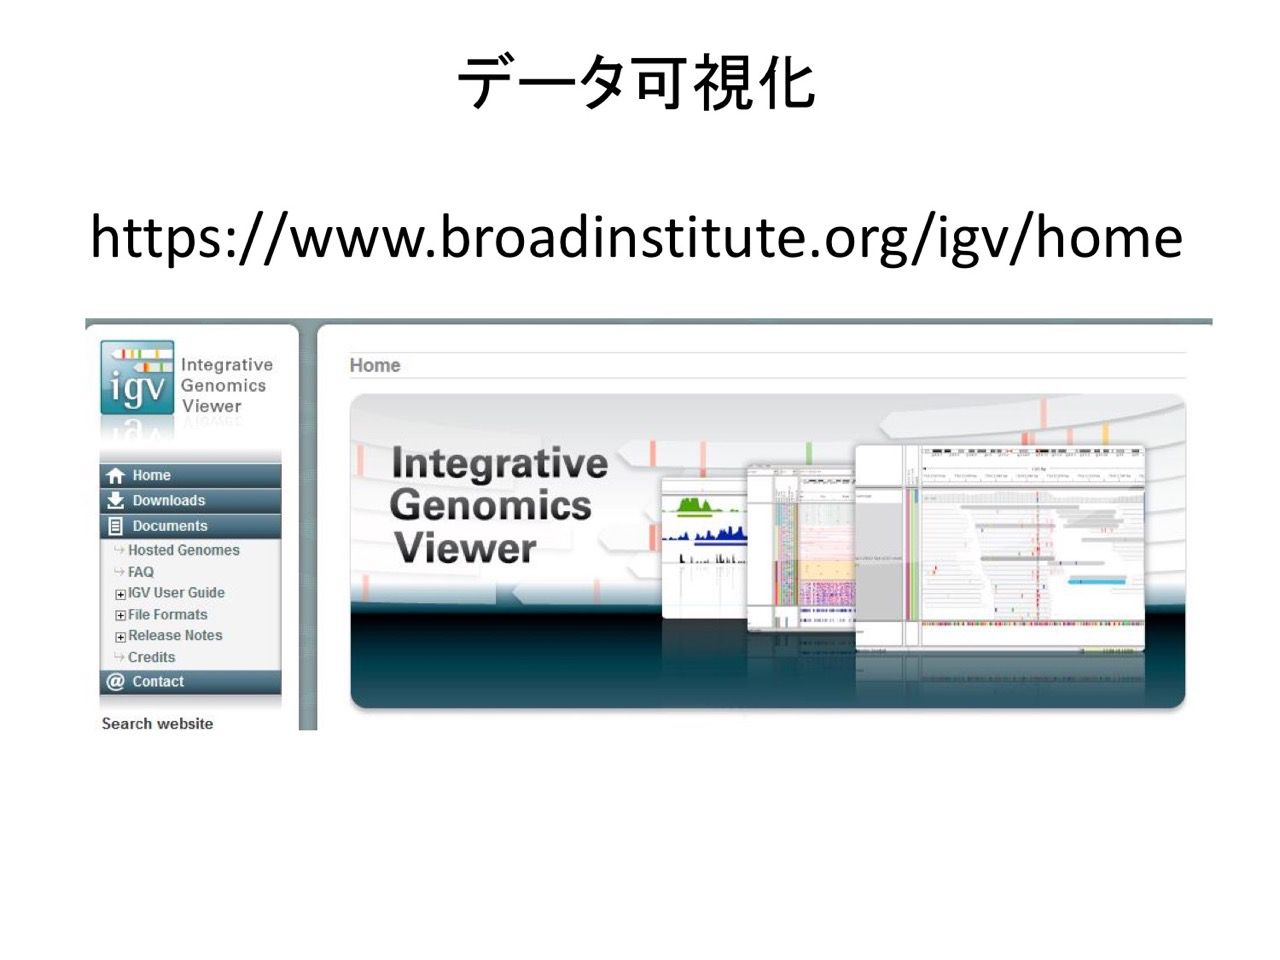 データ可視化
https://www.broadinstitute.org/igv/home
igv
Integrative
Genomics
Viewer
Home
Downloads
Documents
Hosted Genomes
FAQ
IGV User Guide
File Formats
Release Notes
Credits
Contact
Search website
Home
Integrative
Genomics
Viewer